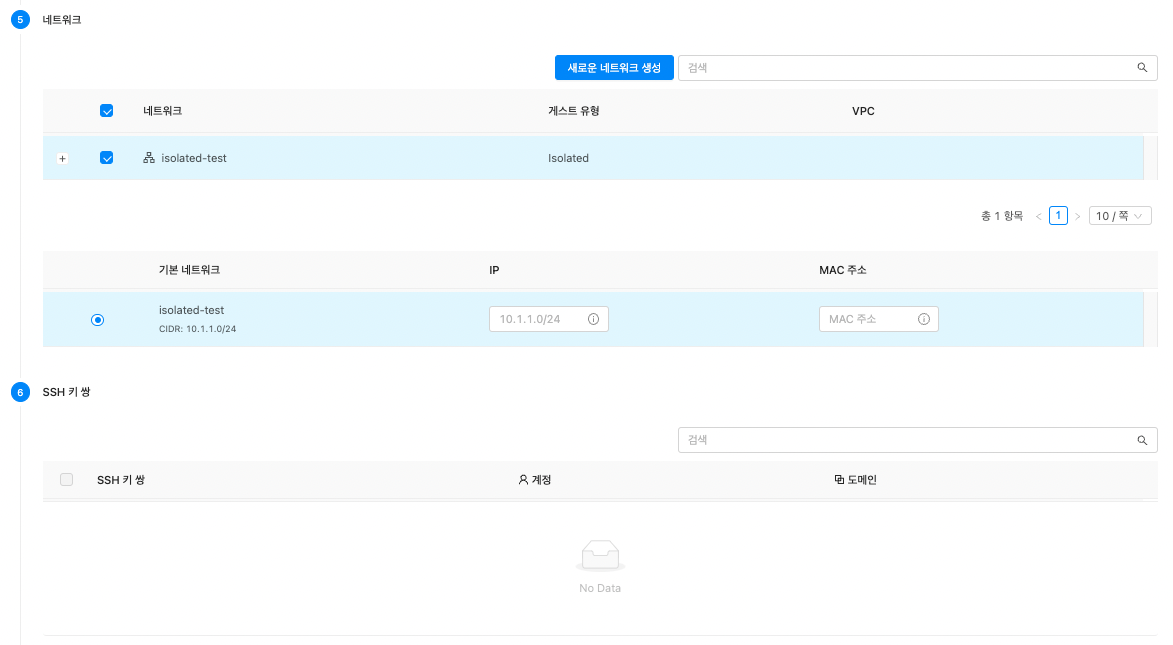 5 네트워크
새로운 네트워크 생성 검색
네트워크 게스트 유형 VPC
+ isolated-test Isolated
총 1 항목 < 1 > 10 / 쪽
기본 네트워크 IP MAC 주소
isolated-test 10.1.1.0/24 MAC 주소
CIDR: 10.1.1.0/24
6 SSH 키 쌍
검색
SSH 키 쌍 계정 도메인
No Data